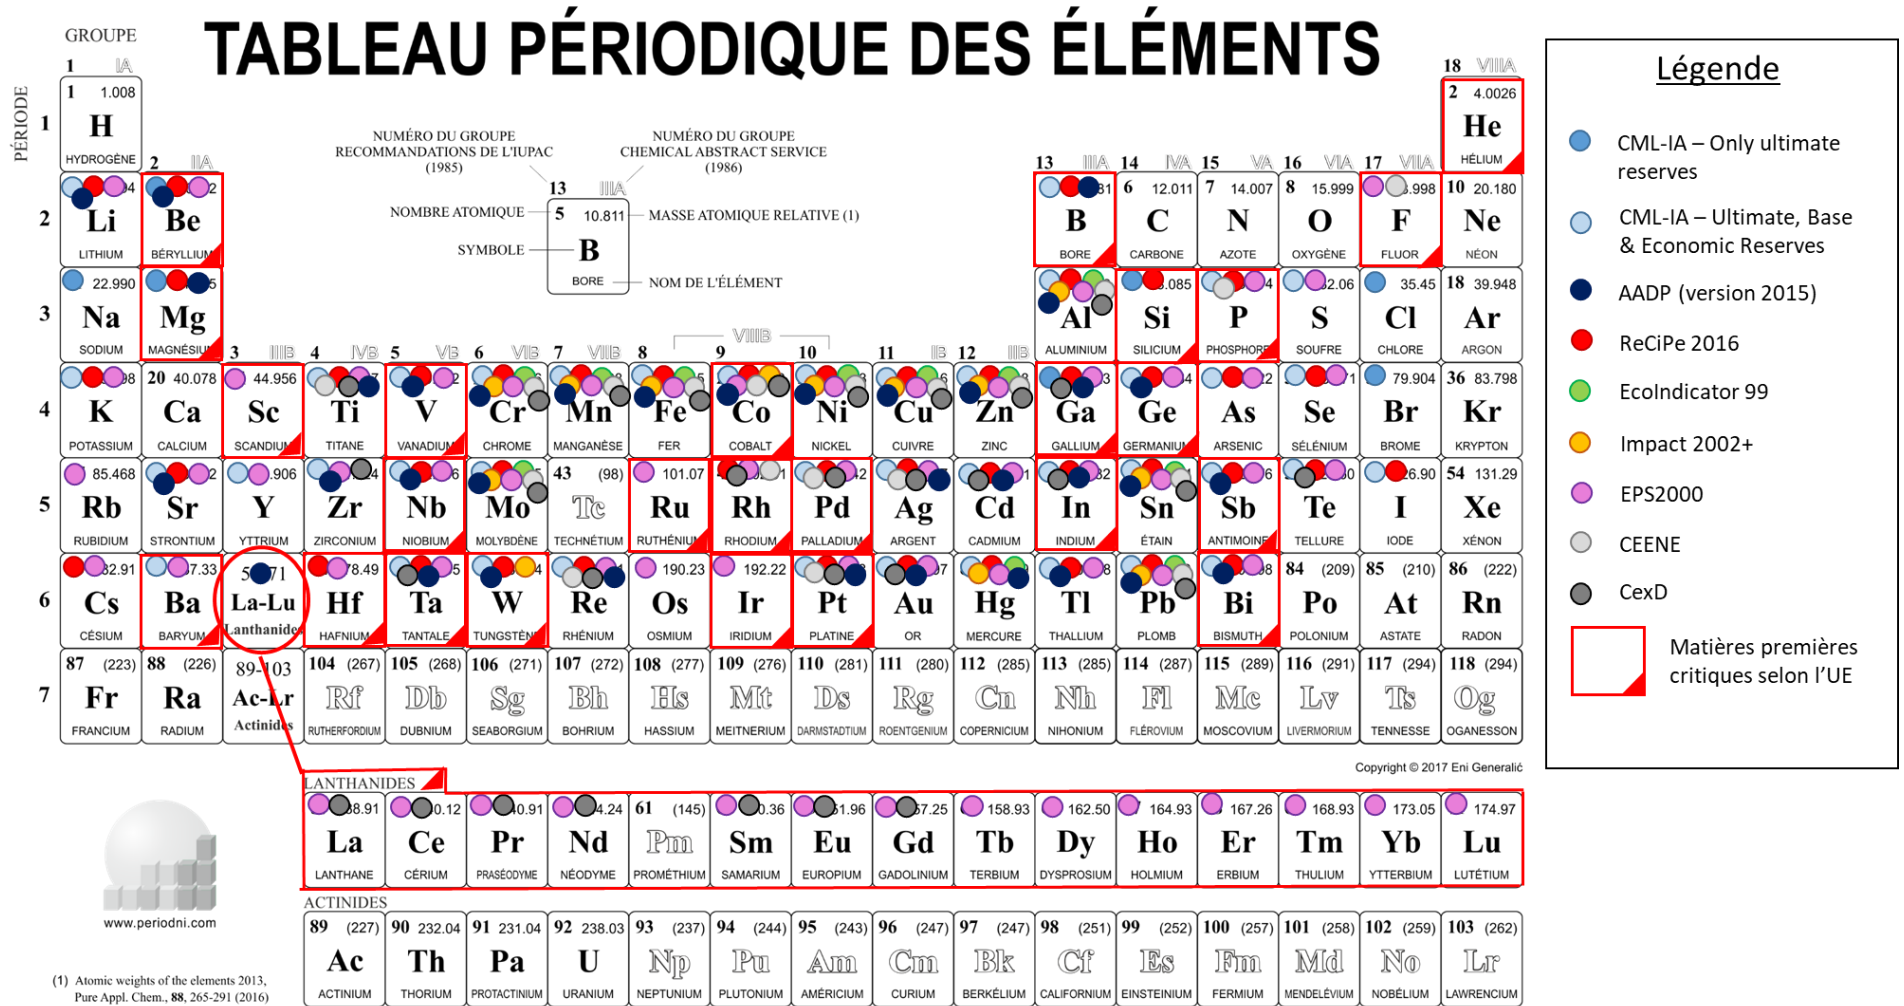 TABLEAU PÉRIODIQUE DES ÉLÉMENTS
GROUPE
PÉRIODE
1 IA
18 VIIIA
1 1.008
H
HYDROGÈNE
2 4.0026
He
HÉLIUM
1
NUMÉRO DU GROUPE
RECOMMANDATIONS DE L'IUPAC
(1985)
NUMÉRO DU GROUPE
CHEMICAL ABSTRACT SERVICE
(1986)
13 IIIA
NOMBRE ATOMIQUE
5 10.811
MASSE ATOMIQUE RELATIVE (1)
SYMBOLE
B
BORE
NOM DE L'ÉLÉMENT
2 IIA
13 IIIA 14 IVA 15 VA 16 VIA 17 VIIA
6 12.011 7 14.007 8 15.999 10 20.180
2 Li Be B C N O F Ne
LITHIUM BÉRYLLIUM BORE CARBONE AZOTE OXYGÈNE FLUOR NÉON
22.990 35.45 18 39.948
3 Na Mg Al Si P S Cl Ar
SODIUM MAGNÉSIUM ALUMINIUM SILICIUM PHOSPHORE SOUFRE CHLORE ARGON
VIIIB
3 IIIB 4 IVB 5 VB 6 VIB 7 VIIB 8 9 10 11 IB 12 IIB
20 40.078 44.956 79.904 36 83.798
4 K Ca Sc Ti V Cr Mn Fe Co Ni Cu Zn Ga Ge As Se Br Kr
POTASSIUM CALCIUM SCANDIUM TITANE VANADIUM CHROME MANGANÈSE FER COBALT NICKEL CUIVRE ZINC GALLIUM GERMANIUM ARSENIC SÉLÉNIUM BROME KRYPTON
85.468 43 (98) 101.07 54 131.29
5 Rb Sr Y Zr Nb Mo Tc Ru Rh Pd Ag Cd In Sn Sb Te I Xe
RUBIDIUM STRONTIUM YTTRIUM ZIRCONIUM NIOBIUM MOLYBDÈNE TECHNÉTIUM RUTHÉNIUM RHODIUM PALLADIUM ARGENT CADMIUM INDIUM ÉTAIN ANTIMOINE TELLURE IODE XÉNON
190.23 192.22 84 (209) 85 (210) 86 (222)
6 Cs Ba La-Lu Hf Ta W Re Os Ir Pt Au Hg Tl Pb Bi Po At Rn
CÉSIUM BARYUM Lanthanides HAFNIUM TANTALE TUNGSTÈNE RHÉNIUM OSMIUM IRIDIUM PLATINE OR MERCURE THALLIUM PLOMB BISMUTH POLONIUM ASTATE RADON
87 (223) 88 (226) 89-103 104 (267) 105 (268) 106 (271) 107 (272) 108 (277) 109 (276) 110 (281) 111 (280) 112 (285) 113 (285) 114 (287) 115 (289) 116 (291) 117 (294) 118 (294)
7 Fr Ra Ac-Lr Rf Db Sg Bh Hs Mt Ds Rg Cn Nh Fl Mc Lv Ts Og
FRANCIUM RADIUM Actinides RUTHERFORDIUM DUBNIUM SEABORGIUM BOHRIUM HASSIUM MEITNERIUM DARMSTADTIUM ROENTGENIUM COPERNICIUM NIHONIUM FLÉROVIUM MOSCOVIUM LIVERMORIUM TENNESSE OGANESSON
Copyright © 2017 Eni Generalić
LANTHANIDES
61 (145) 158.93 162.50 164.93 167.26 168.93 173.05 174.97
La Ce Pr Nd Pm Sm Eu Gd Tb Dy Ho Er Tm Yb Lu
LANTHANE CÉRIUM PRASÉODYME NÉODYME PROMÉTHIUM SAMARIUM EUROPIUM GADOLINIUM TERBIUM DYSPROSIUM HOLMIUM ERBIUM THULIUM YTTERBIUM LUTÉTIUM
ACTINIDES
89 (227) 90 232.04 91 231.04 92 238.03 93 (237) 94 (244) 95 (243) 96 (247) 97 (247) 98 (251) 99 (252) 100 (257) 101 (258) 102 (259) 103 (262)
Ac Th Pa U Np Pu Am Cm Bk Cf Es Fm Md No Lr
ACTINIUM THORIUM PROTACTINIUM URANIUM NEPTUNIUM PLUTONIUM AMÉRICIUM CURIUM BERKÉLIUM CALIFORNIUM EINSTEINIUM FERMIUM MENDELÉVIUM NOBÉLIUM LAWRENCIUM
www.periodni.com
(1) Atomic weights of the elements 2013,
Pure Appl. Chem., 88, 265-291 (2016)
Légende
CML-IA – Only ultimate
reserves
CML-IA – Ultimate, Base
& Economic Reserves
AADP (version 2015)
ReCiPe 2016
EcoIndicator 99
Impact 2002+
EPS2000
CEENE
CexD
Matières premières
critiques selon l'UE